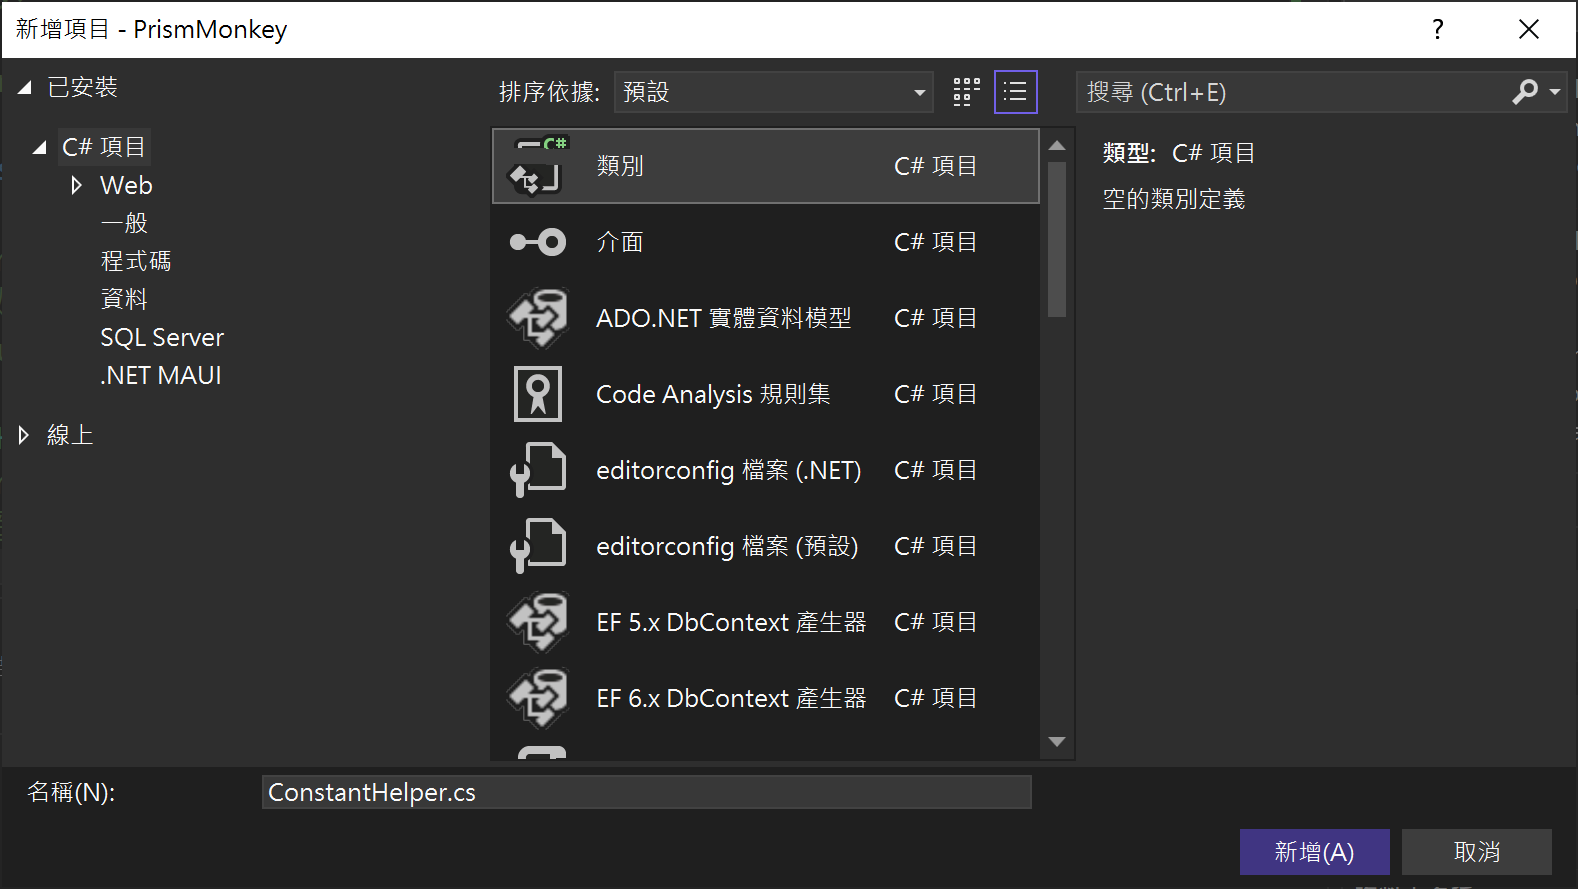 新增項目 - PrismMonkey
?
已安裝
C# 項目
Web
一般
程式碼
資料
SQL Server
.NET MAUI
線上
排序依據: 預設
C#
類別 C# 項目
介面 C# 項目
ADO.NET 實體資料模型 C# 項目
Code Analysis 規則集 C# 項目
editorconfig 檔案 (.NET) C# 項目
editorconfig 檔案 (預設) C# 項目
EF 5.x DbContext 產生器 C# 項目
EF 6.x DbContext 產生器 C# 項目
搜尋 (Ctrl+E)
類型: C# 項目
空的類別定義
名稱(N): ConstantHelper.cs
新增(A) 取消